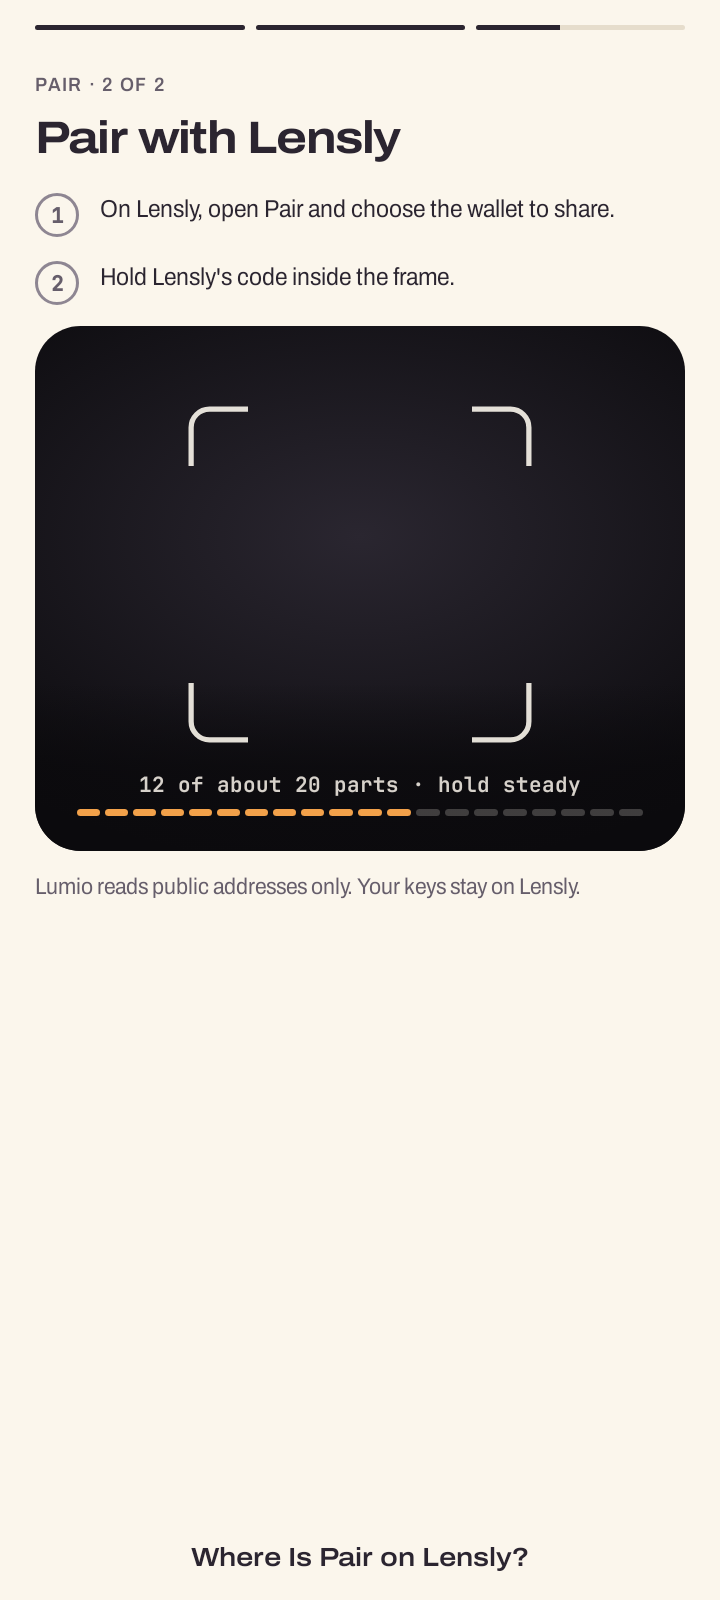 PAIR · 2 OF 2
Pair with Lensly
1 On Lensly, open Pair and choose the wallet to share.
2 Hold Lensly's code inside the frame.
12 of about 20 parts · hold steady
Lumio reads public addresses only. Your keys stay on Lensly.
Where Is Pair on Lensly?